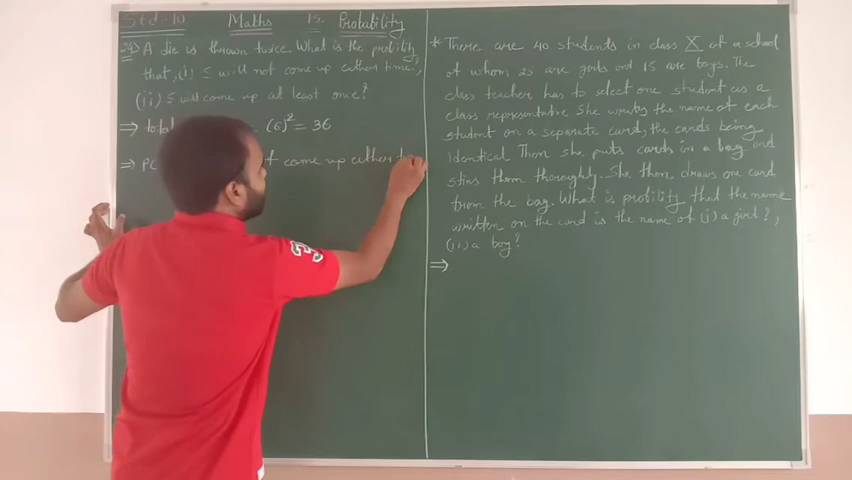 Std:-10 Maths 15. Probability
24) A die is thrown twice. What is the probility
that, (i) 5 will not come up either time,
(ii) 5 will come up at least one?
⇒ total = (6)² = 36
⇒ come up either
* There are 40 students in class X of a school
of whom 25 are girls and 15 are boys. The
class teacher has to select one student as a
class representative She writes the name of each
student on a separate card, the cards being
identical Then she puts cards in a bag and
stirs them thoroughly. She then draws one card
from the bag. What is probility that the name
written on the card is the name of (i) a girl?,
(ii) a boy?
⇒
3